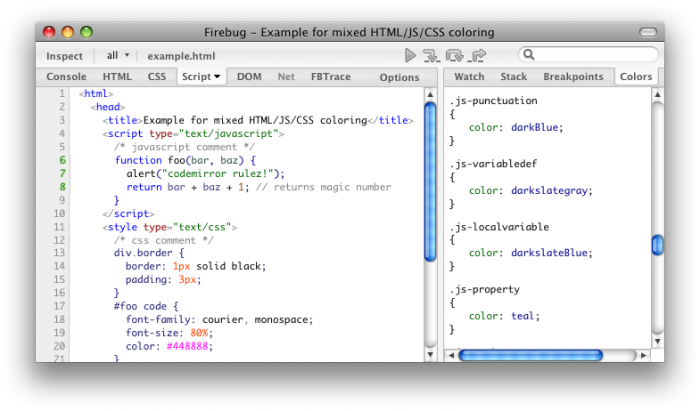 Firebug - Example for mixed HTML/JS/CSS coloring
Inspect all example.html
Console HTML CSS Script DOM Net FBTrace Options
1 <html>
2 <head>
3 <title>Example for mixed HTML/JS/CSS coloring</title>
4 <script type="text/javascript">
5 /* javascript comment */
6 function foo(bar, baz) {
7 alert("codemirror rulez!");
8 return bar + baz + 1; // returns magic number
9 }
10 </script>
11 <style type="text/css">
12 /* css comment */
13 div.border {
14 border: 1px solid black;
15 padding: 3px;
16 }
17 #foo code {
18 font-family: courier, monospace;
19 font-size: 80%;
20 color: #448888;
21 }
Watch Stack Breakpoints Colors
.js-punctuation
{
color: darkBlue;
}
.js-variabledef
{
color: darkslategray;
}
.js-localvariable
{
color: darkslateBlue;
}
.js-property
{
color: teal;
}